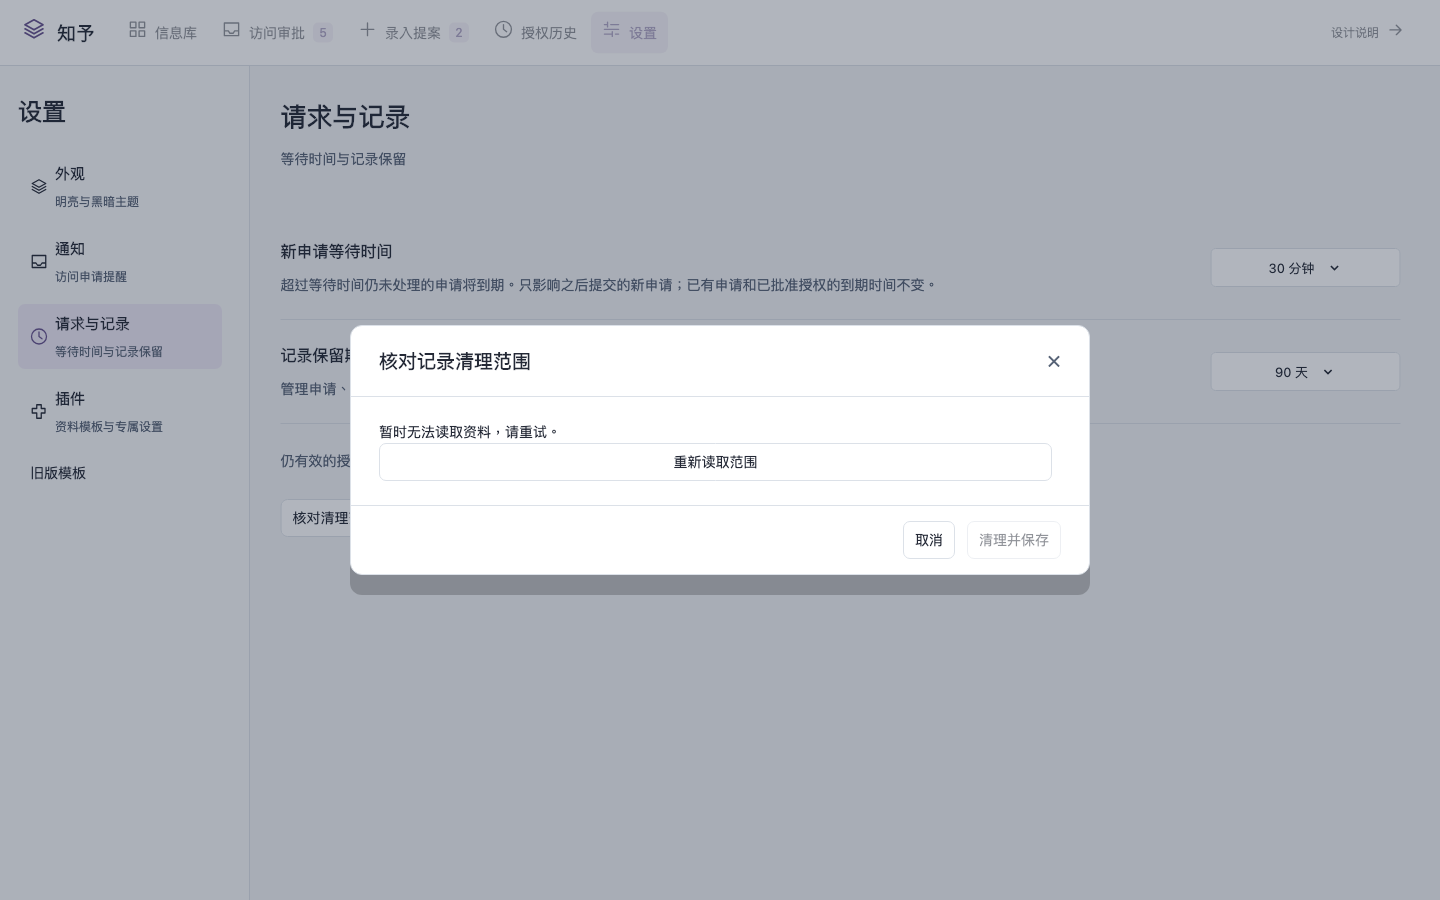 知予
信息库
访问审批 5
录入提案 2
授权历史
设置
设计说明
设置
外观
明亮与黑暗主题
通知
访问申请提醒
请求与记录
等待时间与记录保留
插件
资料模板与专属设置
旧版模板
请求与记录
等待时间与记录保留
新申请等待时间
超过等待时间仍未处理的申请将到期。只影响之后提交的新申请；已有申请和已批准授权的到期时间不变。
30 分钟
记录保留
管理申请、
90 天
仍有效的授
核对清理
核对记录清理范围
暂时无法读取资料，请重试。
重新读取范围
取消
清理并保存